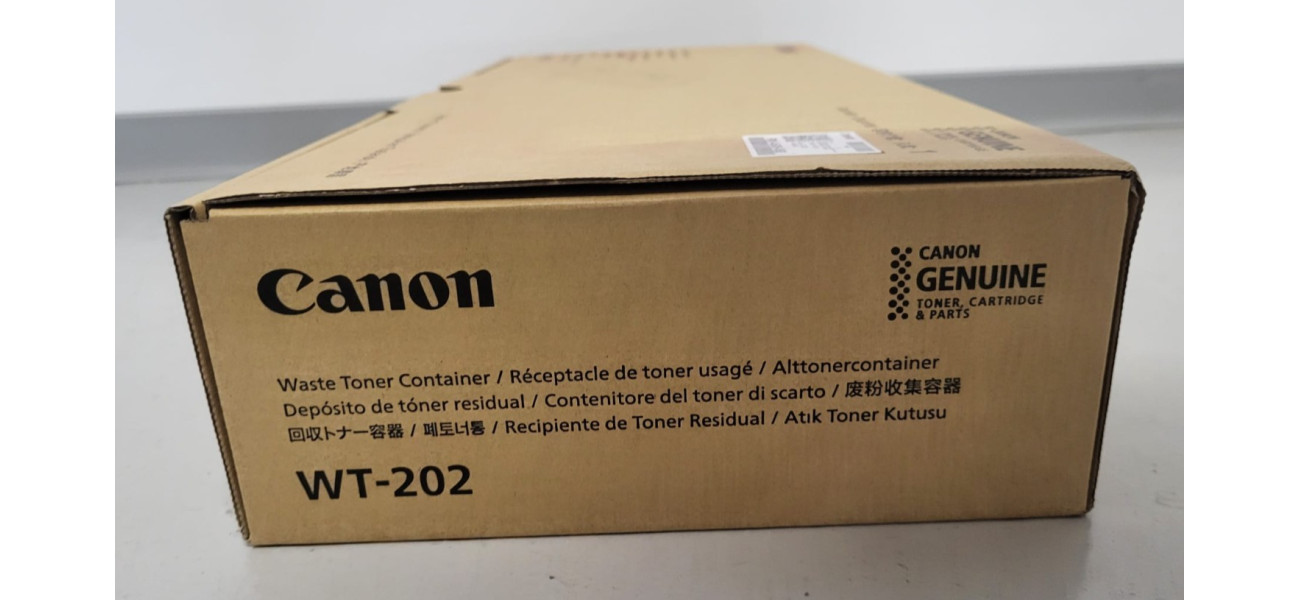 CANON
GENUINE
Canon
CANON
GENUINE
TONER, CARTRIDGE
& PARTS
Waste Toner Container / Réceptacle de toner usagé / Alttonercontainer
Depósito de tóner residual / Contenitore del toner di scarto / 废粉收集容器
回収トナー容器 / 폐토너통 / Recipiente de Toner Residual / Atık Toner Kutusu
WT-202